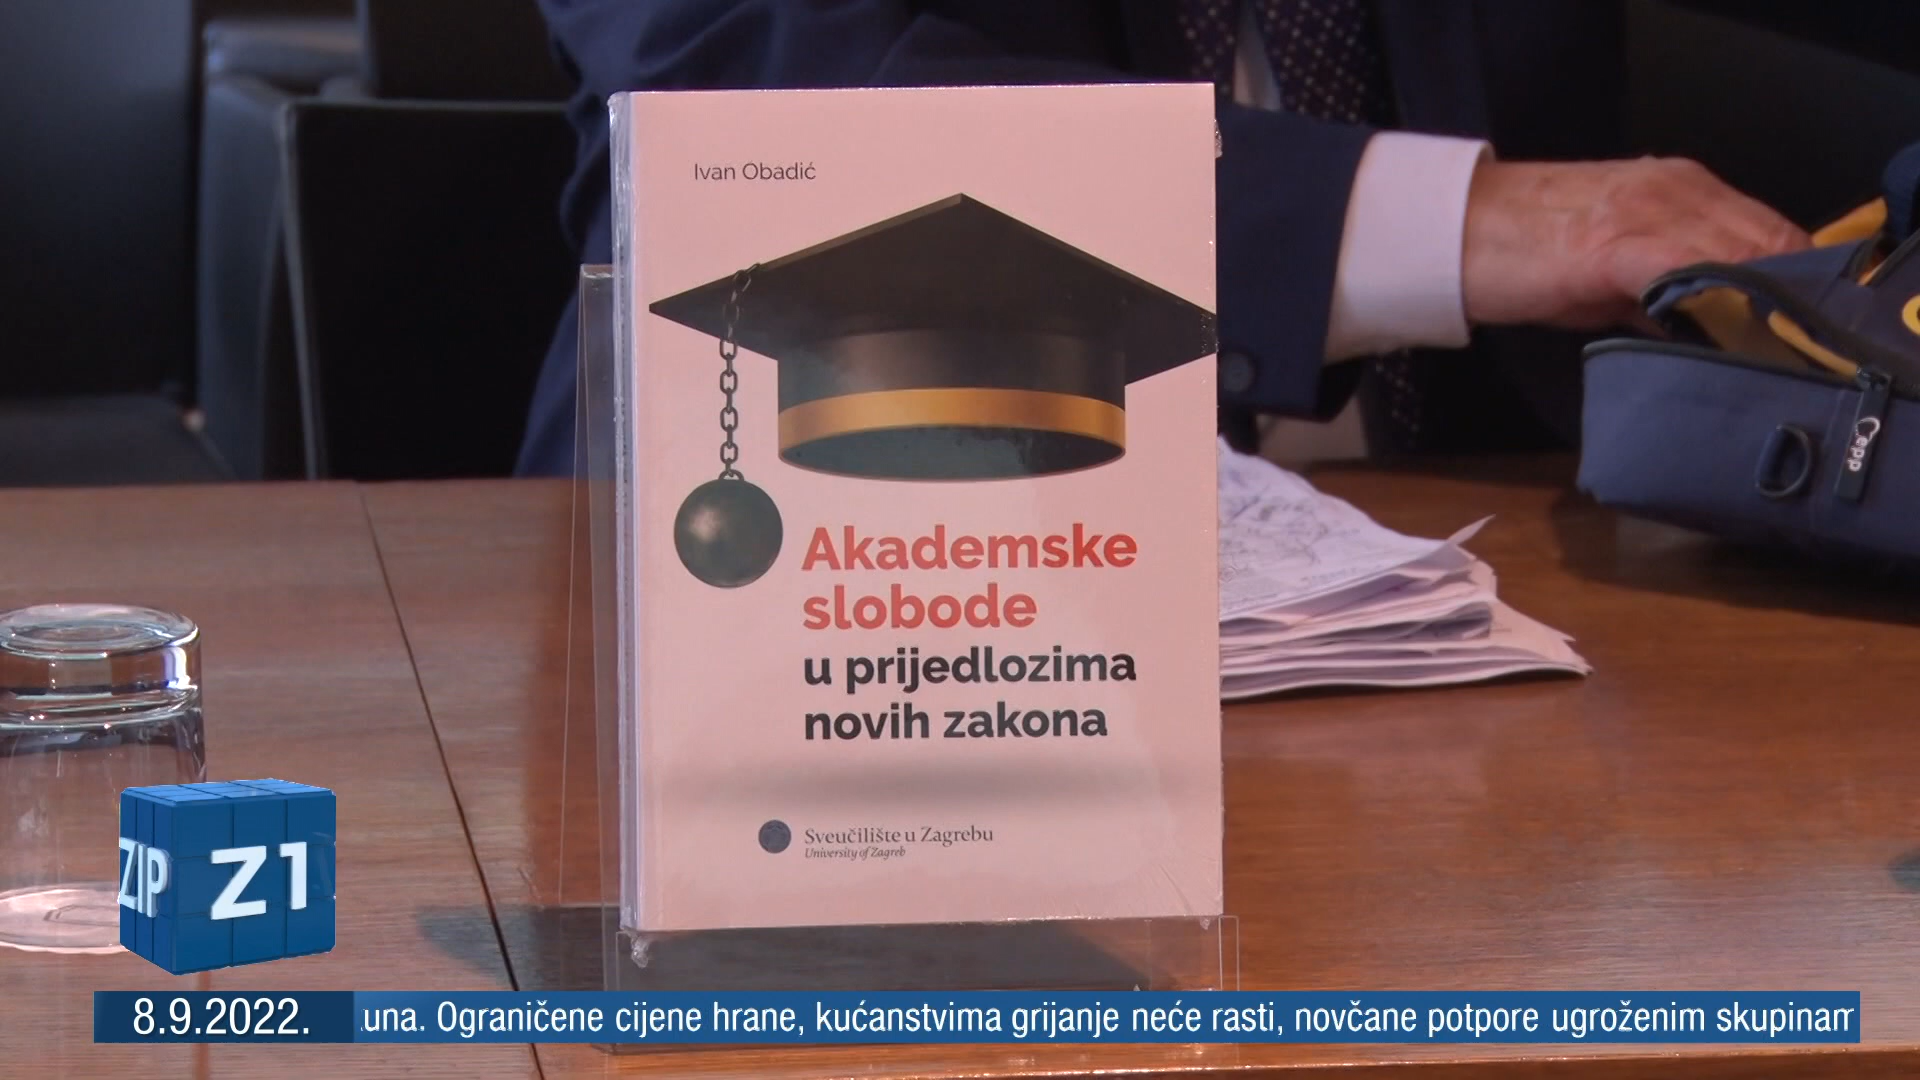 Ivan Obadić
Akademske
slobode
u prijedlozima
novih zakona
Sveučilište u Zagrebu
University of Zagreb
Cepp
ZIP Z1
8.9.2022. una. Ograničene cijene hrane, kućanstvima grijanje neće rasti, novčane potpore ugroženim skupinam